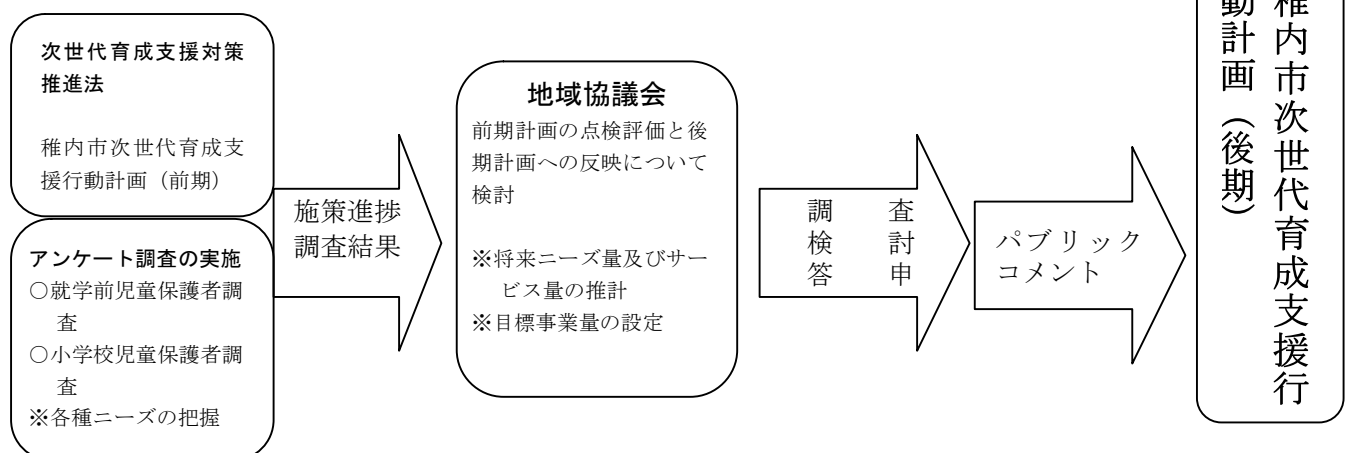 次世代育成支援対策
推進法
稚内市次世代育成支
援行動計画（前期）
アンケート調査の実施
○就学前児童保護者調
査
○小学校児童保護者調
査
※各種ニーズの把握
施策進捗
調査結果
地域協議会
前期計画の点検評価と後
期計画への反映について
検討
※将来ニーズ量及びサー
ビス量の推計
※目標事業量の設定
調査
検討
答申
パブリック
コメント
稚内市次世代育成支援行
動計画（後期）